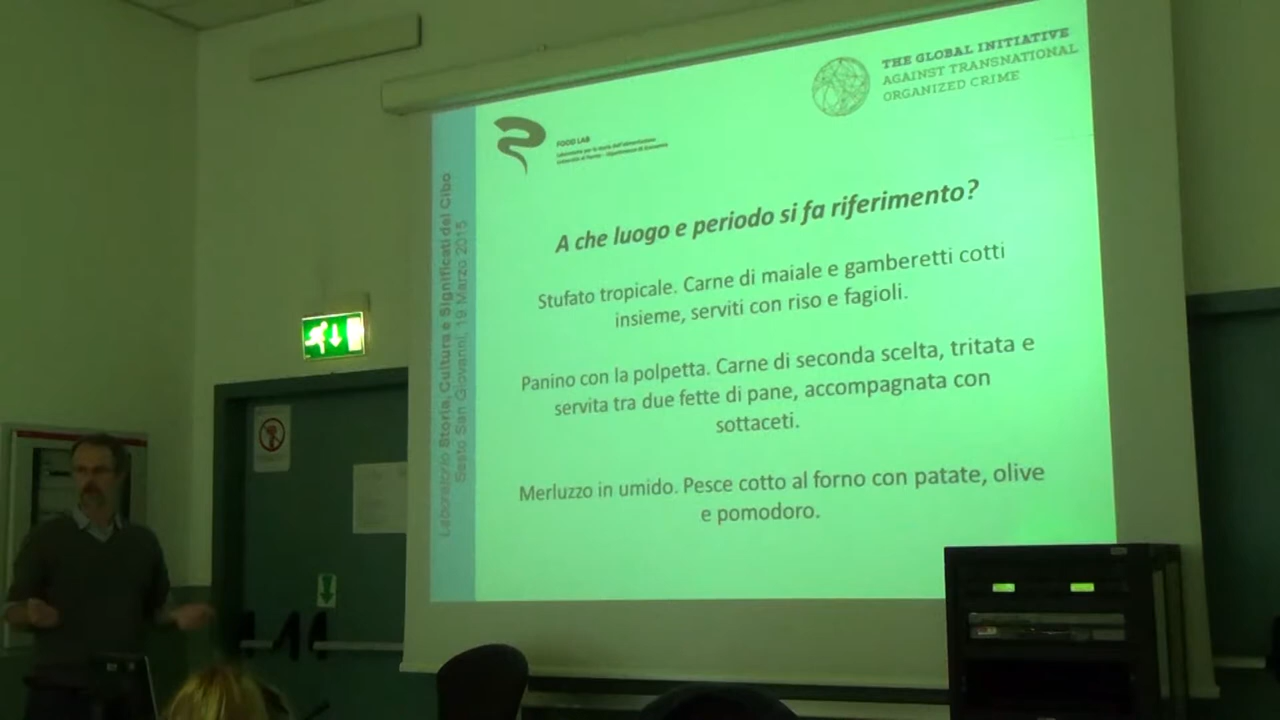 THE GLOBAL INITIATIVE
AGAINST TRANSNATIONAL
ORGANIZED CRIME
FOOD LAB
Laboratorio Storia, Cultura e Significati del Cibo
Sesto San Giovanni, 19 Marzo 2015
A che luogo e periodo si fa riferimento?
Stufato tropicale. Carne di maiale e gamberetti cotti
insieme, serviti con riso e fagioli.
Panino con la polpetta. Carne di seconda scelta, tritata e
servita tra due fette di pane, accompagnata con
sottaceti.
Merluzzo in umido. Pesce cotto al forno con patate, olive
e pomodoro.